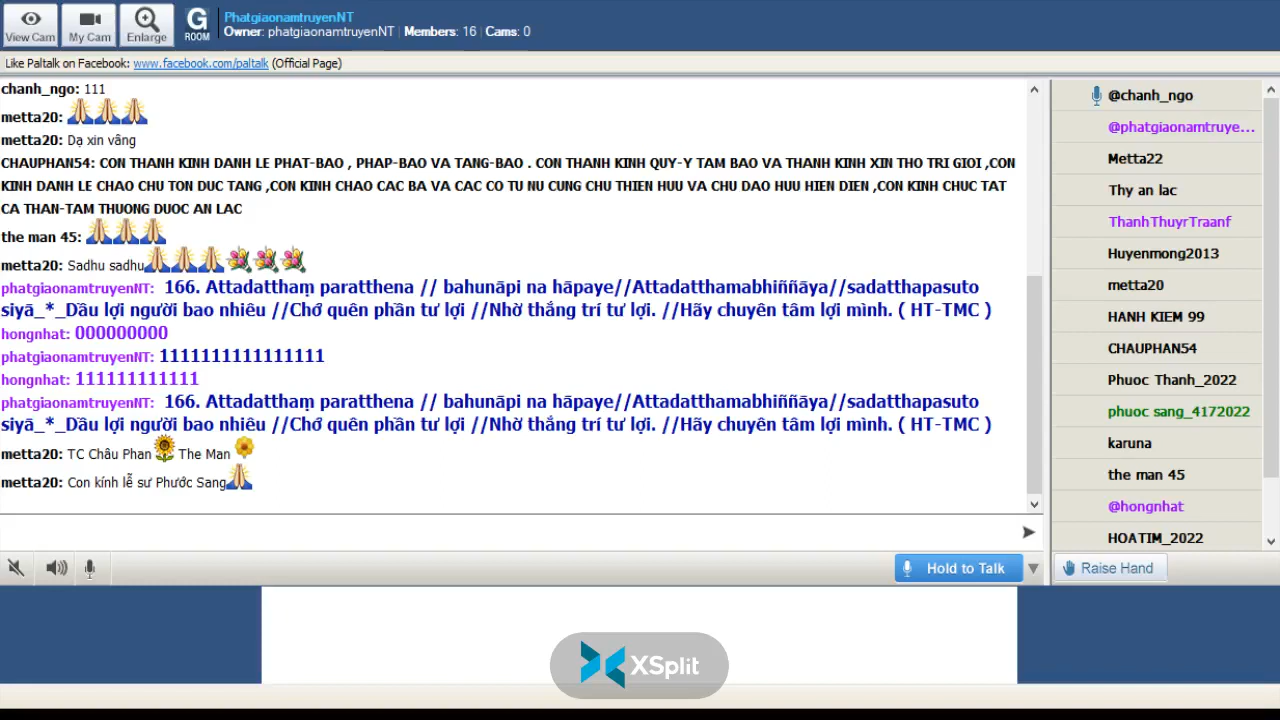 View Cam
My Cam
Enlarge
G
ROOM
PhatgiaonamtruyenNT
Owner: phatgiaonamtruyenNT Members: 16 Cams: 0
Like Paltalk on Facebook: www.facebook.com/paltalk (Official Page)
chanh_ngo: 111
metta20:
metta20: Dạ xin vâng
CHAUPHAN54: CON THANH KINH DANH LE PHAT-BAO , PHAP-BAO VA TANG-BAO . CON THANH KINH QUY-Y TAM BAO VA THANH KINH XIN THO TRI GIOI ,CON
KINH DANH LE CHAO CHU TON DUC TANG ,CON KINH CHAO CAC BA VA CAC CO TU NU CUNG CHU THIEN HUU VA CHU DAO HUU HIEN DIEN ,CON KINH CHUC TAT
CA THAN-TAM THUONG DUOC AN LAC
the man 45:
metta20: Sadhu sadhu
phatgiaonamtruyenNT: 166. Attadatthaṃ paratthena // bahunāpi na hāpaye//Attadatthamabhiññāya//sadatthapasuto
siyā_*_Dầu lợi người bao nhiêu //Chớ quên phần tư lợi //Nhờ thắng trí tư lợi. //Hãy chuyên tâm lợi mình. ( HT-TMC )
hongnhat: 000000000
phatgiaonamtruyenNT: 1111111111111111
hongnhat: 111111111111
phatgiaonamtruyenNT: 166. Attadatthaṃ paratthena // bahunāpi na hāpaye//Attadatthamabhiññāya//sadatthapasuto
siyā_*_Dầu lợi người bao nhiêu //Chớ quên phần tư lợi //Nhờ thắng trí tư lợi. //Hãy chuyên tâm lợi mình. ( HT-TMC )
metta20: TC Châu Phan The Man
metta20: Con kính lễ sư Phước Sang
Hold to Talk
@chanh_ngo
@phatgiaonamtruye...
Metta22
Thy an lac
ThanhThuyrTraanf
Huyenmong2013
metta20
HANH KIEM 99
CHAUPHAN54
Phuoc Thanh_2022
phuoc sang_4172022
karuna
the man 45
@hongnhat
HOATIM_2022
Raise Hand
XSplit